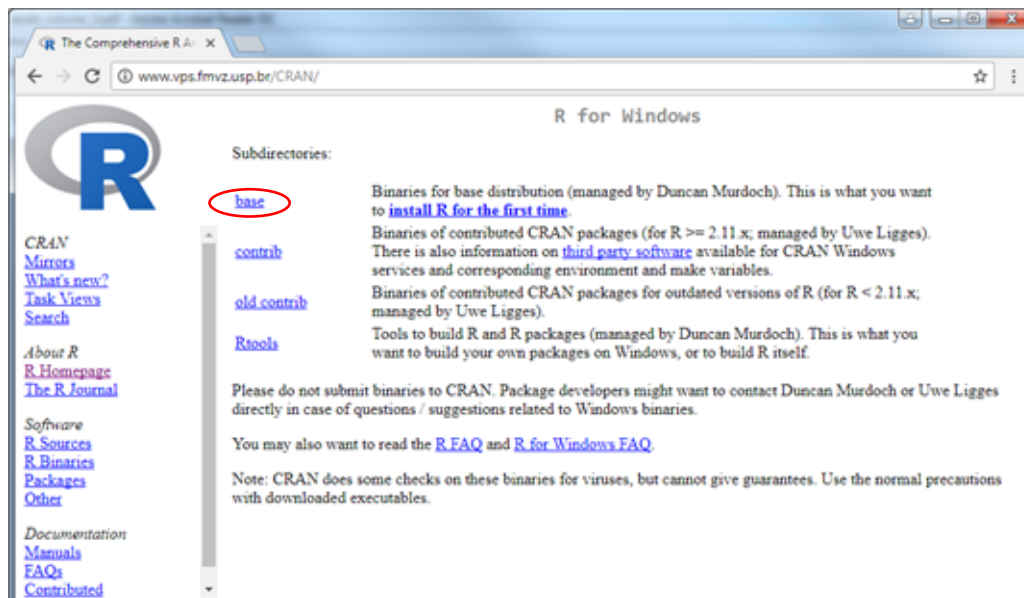 The Comprehensive R Ar
www.vps.fmvz.usp.br/CRAN/
R
CRAN
Mirrors
What's new?
Task Views
Search
About R
R Homepage
The R Journal
Software
R Sources
R Binaries
Packages
Other
Documentation
Manuals
FAQs
Contributed
R for Windows
Subdirectories:
base
Binaries for base distribution (managed by Duncan Murdoch). This is what you want
to install R for the first time.
contrib
Binaries of contributed CRAN packages (for R >= 2.11.x; managed by Uwe Ligges).
There is also information on third party software available for CRAN Windows
services and corresponding environment and make variables.
old contrib
Binaries of contributed CRAN packages for outdated versions of R (for R < 2.11.x;
managed by Uwe Ligges).
Rtools
Tools to build R and R packages (managed by Duncan Murdoch). This is what you
want to build your own packages on Windows, or to build R itself.
Please do not submit binaries to CRAN. Package developers might want to contact Duncan Murdoch or Uwe Ligges
directly in case of questions / suggestions related to Windows binaries.
You may also want to read the R FAQ and R for Windows FAQ.
Note: CRAN does some checks on these binaries for viruses, but cannot give guarantees. Use the normal precautions
with downloaded executables.